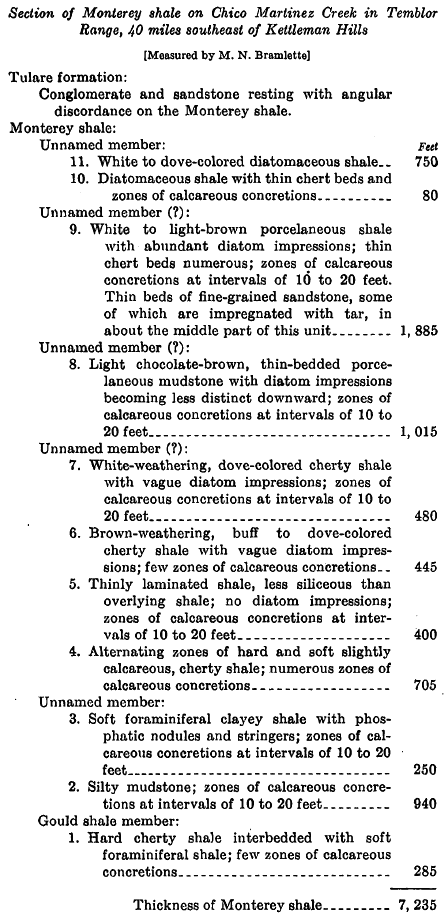 Section of Monterey shale on Chico Martinez Creek in Temblor
Range, 40 miles southeast of Kettleman Hills
[Measured by M. N. Bramlette]
Tulare formation:
Conglomerate and sandstone resting with angular
discordance on the Monterey shale.
Monterey shale:
Unnamed member: Feet
11. White to dove-colored diatomaceous shale.. 750
10. Diatomaceous shale with thin chert beds and
zones of calcareous concretions---------- 80
Unnamed member (?):
9. White to light-brown porcelaneous shale
with abundant diatom impressions; thin
chert beds numerous; zones of calcareous
concretions at intervals of 10 to 20 feet.
Thin beds of fine-grained sandstone, some
of which are impregnated with tar, in
about the middle part of this unit-------- 1, 885
Unnamed member (?):
8. Light chocolate-brown, thin-bedded porce-
laneous mudstone with diatom impressions
becoming less distinct downward; zones of
calcareous concretions at intervals of 10 to
20 feet------------------------------ 1, 015
Unnamed member (?):
7. White-weathering, dove-colored cherty shale
with vague diatom impressions; zones of
calcareous concretions at intervals of 10 to
20 feet------------------------------ 480
6. Brown-weathering, buff to dove-colored
cherty shale with vague diatom impres-
sions; few zones of calcareous concretions.. 445
5. Thinly laminated shale, less siliceous than
overlying shale; no diatom impressions;
zones of calcareous concretions at inter-
vals of 10 to 20 feet------------------- 400
4. Alternating zones of hard and soft slightly
calcareous, cherty shale; numerous zones of
calcareous concretions----------------- 705
Unnamed member:
3. Soft foraminiferal clayey shale with phos-
phatic nodules and stringers; zones of cal-
careous concretions at intervals of 10 to 20
feet--------------------------------- 250
2. Silty mudstone; zones of calcareous concre-
tions at intervals of 10 to 20 feet--------- 940
Gould shale member:
1. Hard cherty shale interbedded with soft
foraminiferal shale; few zones of calcareous
concretions--------------------------- 285
Thickness of Monterey shale--------- 7, 235